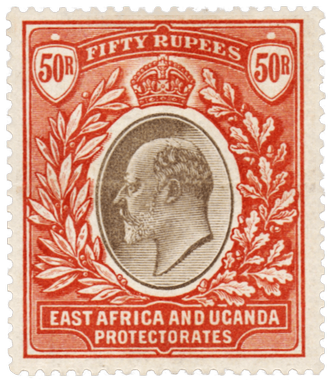 FIFTY RUPEES
50R 50R
EAST AFRICA AND UGANDA
PROTECTORATES